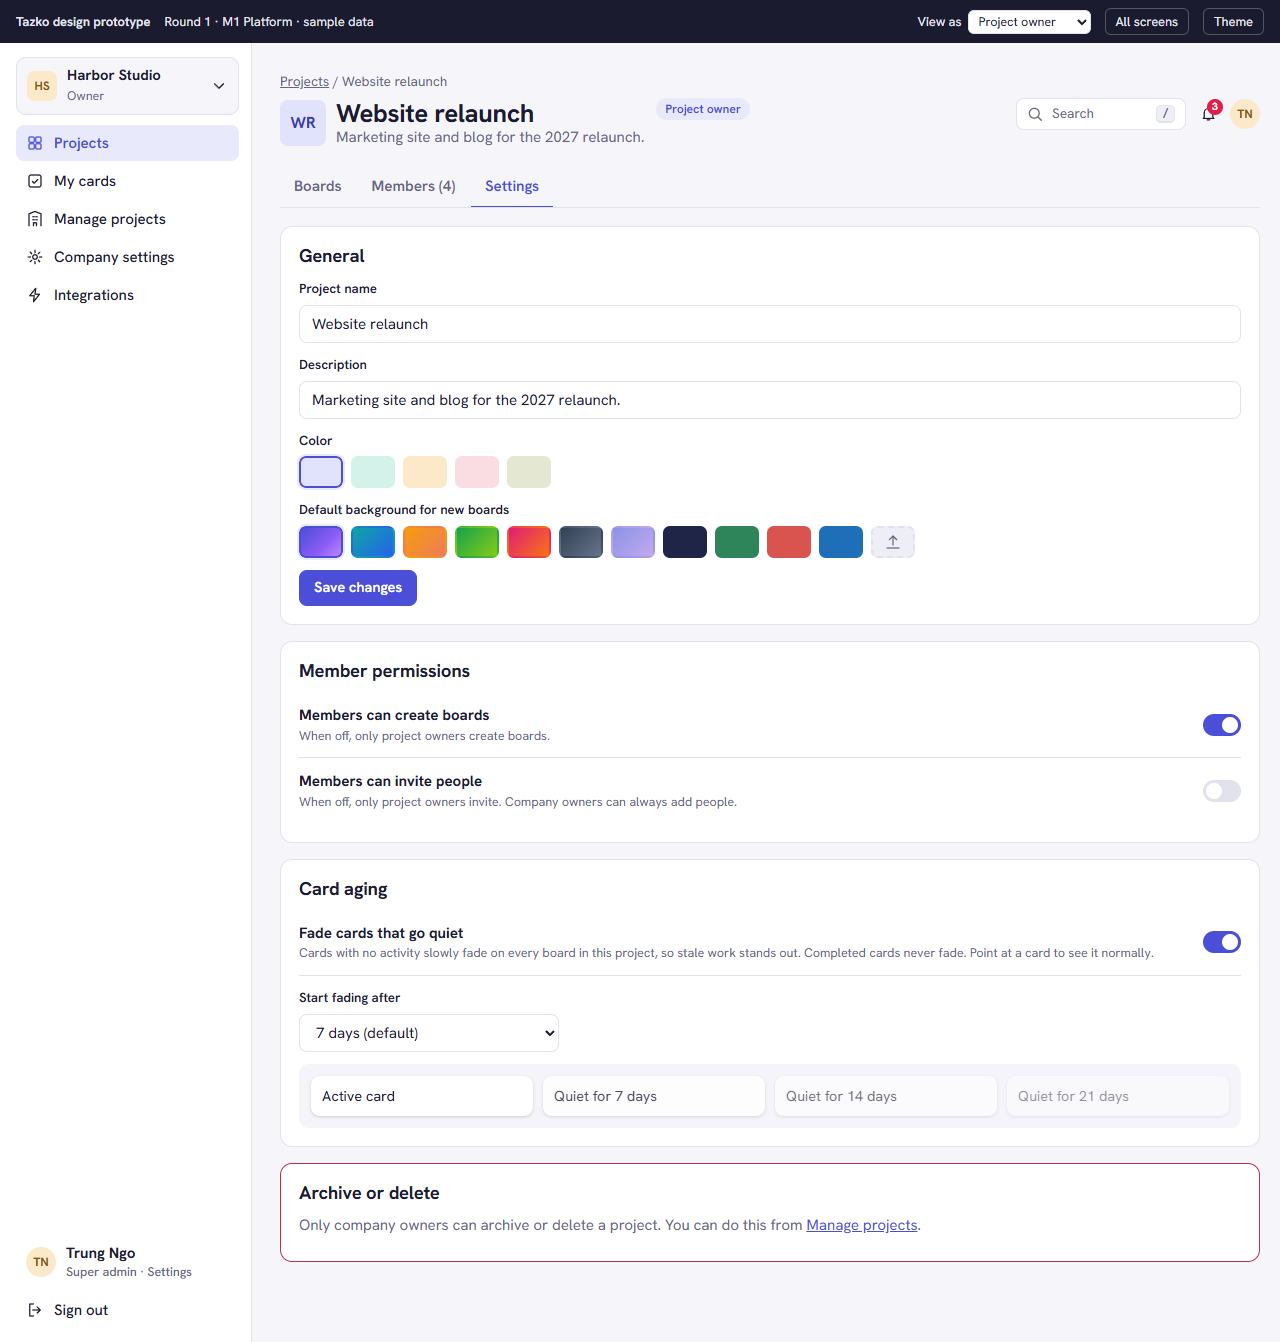 Tazko design prototype Round 1 · M1 Platform · sample data
View as Project owner All screens Theme
HS Harbor Studio
Owner
Projects
My cards
Manage projects
Company settings
Integrations
Projects / Website relaunch
WR Website relaunch
Project owner
Marketing site and blog for the 2027 relaunch.
Search /
3
TN
Boards Members (4) Settings
General
Project name
Website relaunch
Description
Marketing site and blog for the 2027 relaunch.
Color
Default background for new boards
Save changes
Member permissions
Members can create boards
When off, only project owners create boards.
Members can invite people
When off, only project owners invite. Company owners can always add people.
Card aging
Fade cards that go quiet
Cards with no activity slowly fade on every board in this project, so stale work stands out. Completed cards never fade. Point at a card to see it normally.
Start fading after
7 days (default)
Active card Quiet for 7 days Quiet for 14 days Quiet for 21 days
Archive or delete
Only company owners can archive or delete a project. You can do this from Manage projects.
TN Trung Ngo
Super admin · Settings
Sign out